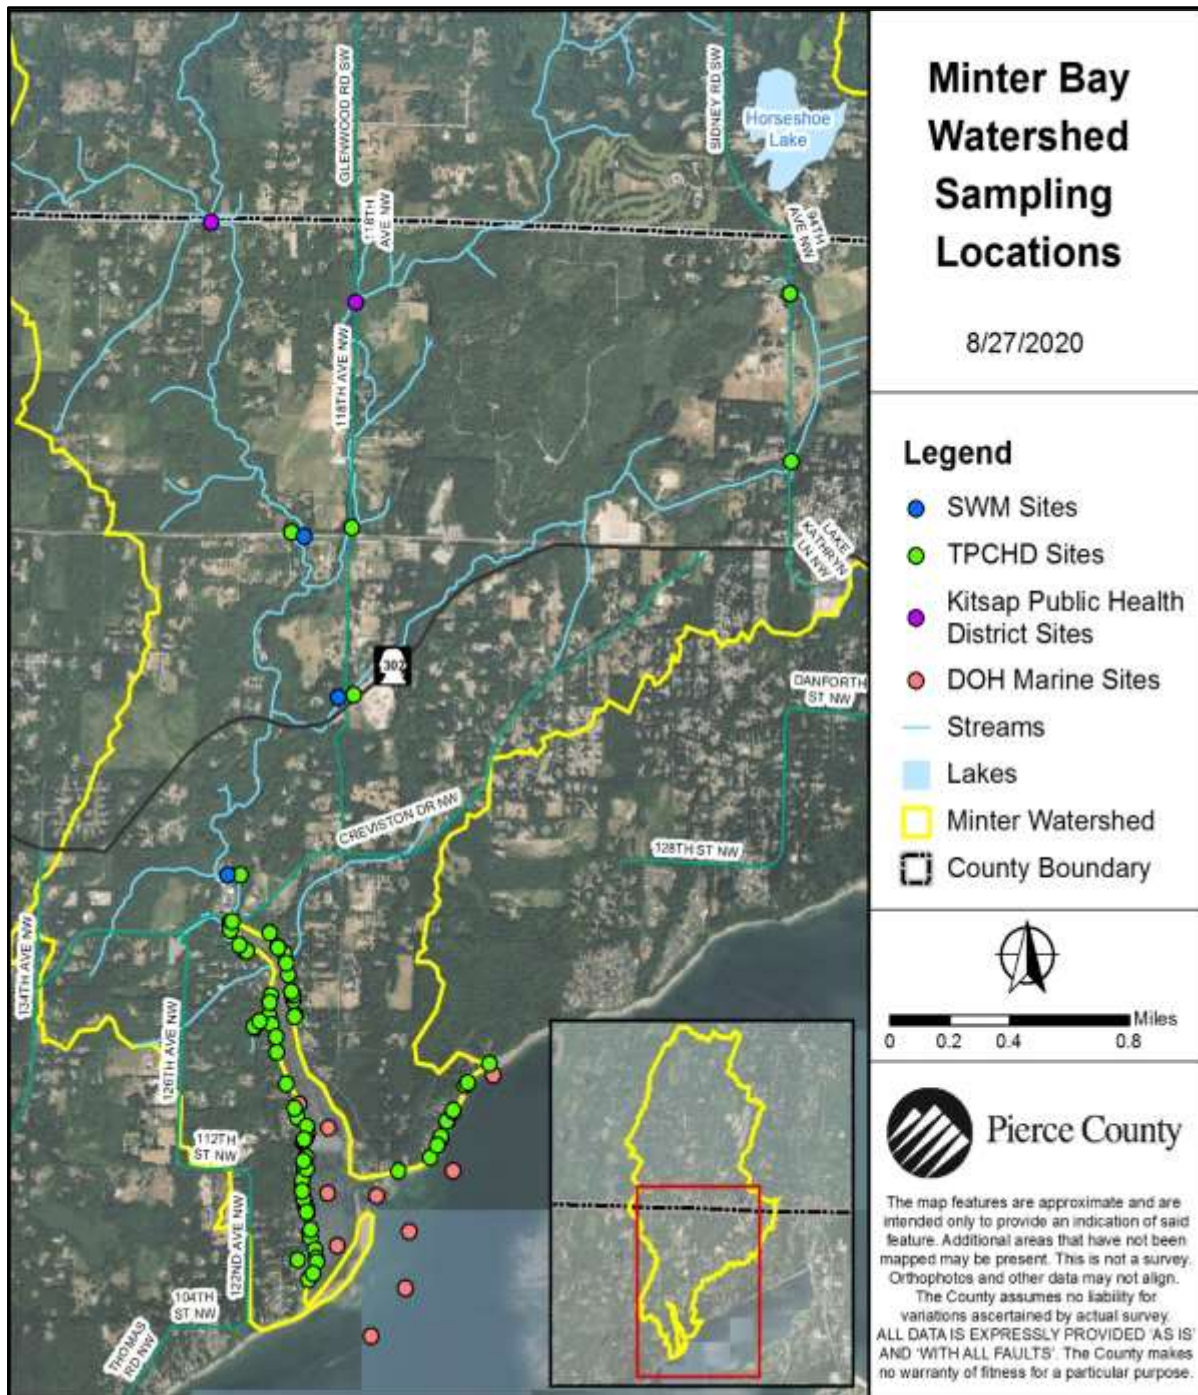 Minter Bay
Watershed
Sampling
Locations
8/27/2020
Legend
SWM Sites
TPCHD Sites
Kitsap Public Health
District Sites
DOH Marine Sites
Streams
Lakes
Minter Watershed
County Boundary
Miles
0 0.2 0.4 0.8
Pierce County
The map features are approximate and are
intended only to provide an indication of said
feature. Additional areas that have not been
mapped may be present. This is not a survey.
Orthophotos and other data may not align.
The County assumes no liability for
variations ascertained by actual survey.
ALL DATA IS EXPRESSLY PROVIDED 'AS IS'
AND 'WITH ALL FAULTS'. The County makes
no warranty of fitness for a particular purpose.
GLENWOOD RD SW
SIDNEY RD SW
Horseshoe
Lake
118TH
AVE NW
94TH
AVE NW
118TH AVE NW
LAKE
KATHRYN
LN NW
302
DANFORTH
ST NW
CREVISTON DR NW
128TH ST NW
134TH AVE NW
126TH AVE NW
112TH
ST NW
122ND AVE NW
104TH
ST NW
THOMAS
RD NW